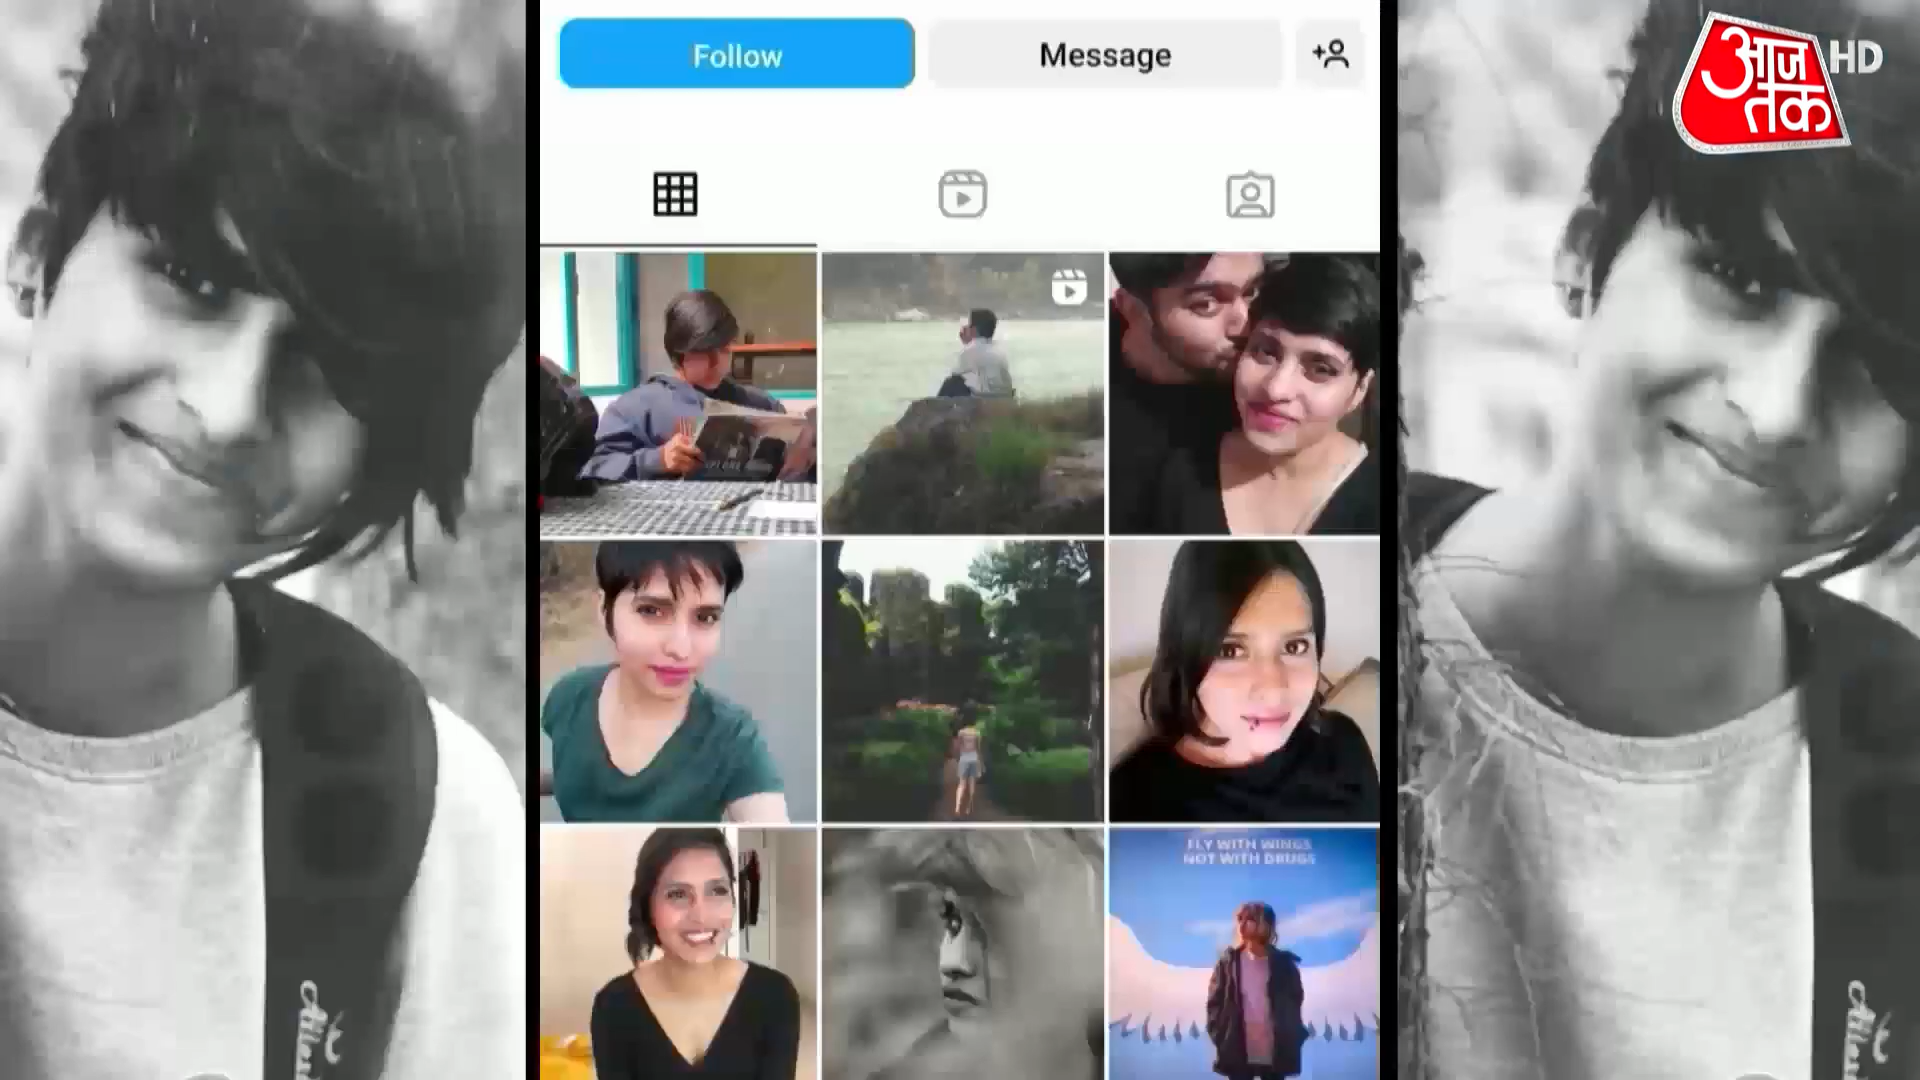 Follow
Message
आज
तक
HD
FLY WITH WINGS
NOT WITH DRUGS